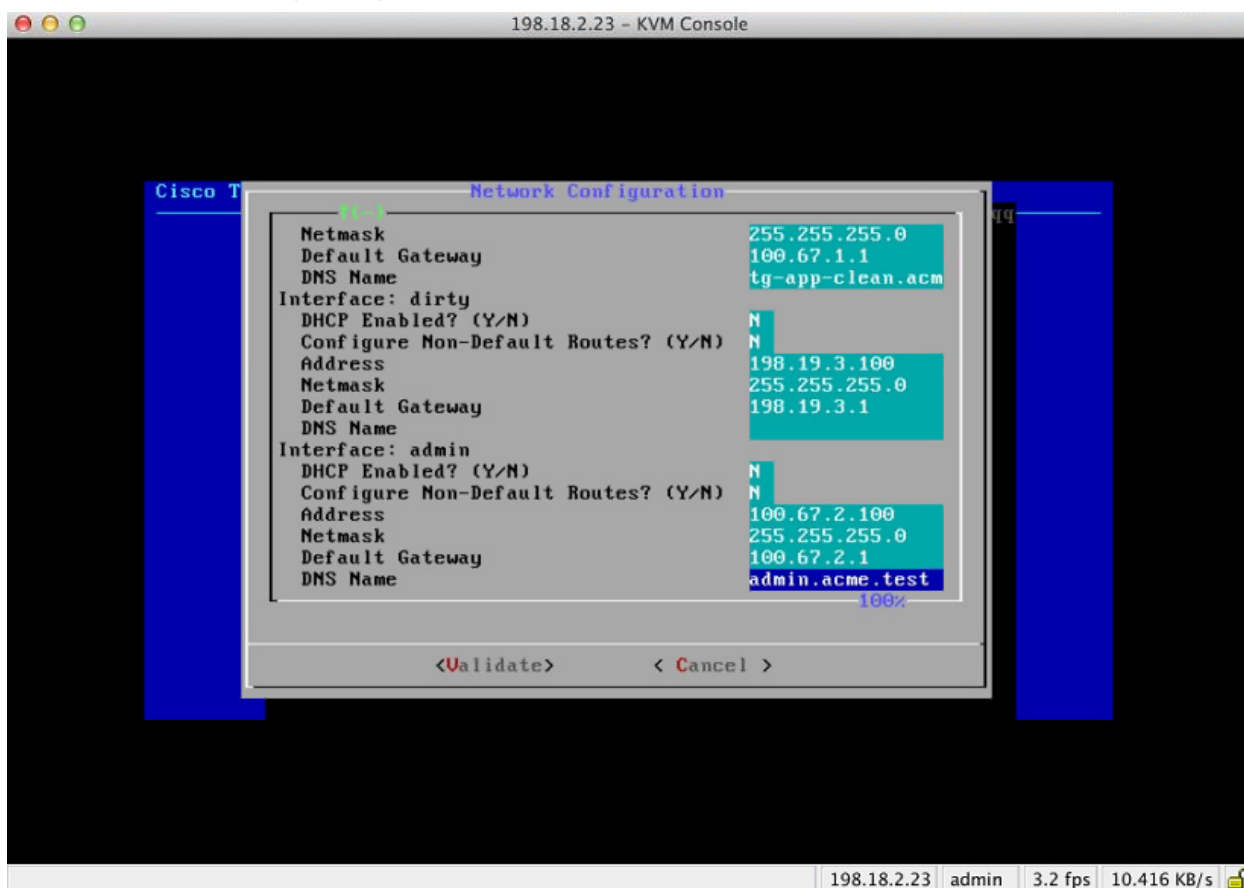 198.18.2.23 – KVM Console
Cisco T
Network Configuration
↑(-)
qq
Netmask 255.255.255.0
Default Gateway 100.67.1.1
DNS Name tg-app-clean.acm
Interface: dirty
DHCP Enabled? (Y/N) N
Configure Non-Default Routes? (Y/N) N
Address 198.19.3.100
Netmask 255.255.255.0
Default Gateway 198.19.3.1
DNS Name
Interface: admin
DHCP Enabled? (Y/N) N
Configure Non-Default Routes? (Y/N) N
Address 100.67.2.100
Netmask 255.255.255.0
Default Gateway 100.67.2.1
DNS Name admin.acme.test
100%
<Validate> < Cancel >
198.18.2.23 admin 3.2 fps 10.416 KB/s